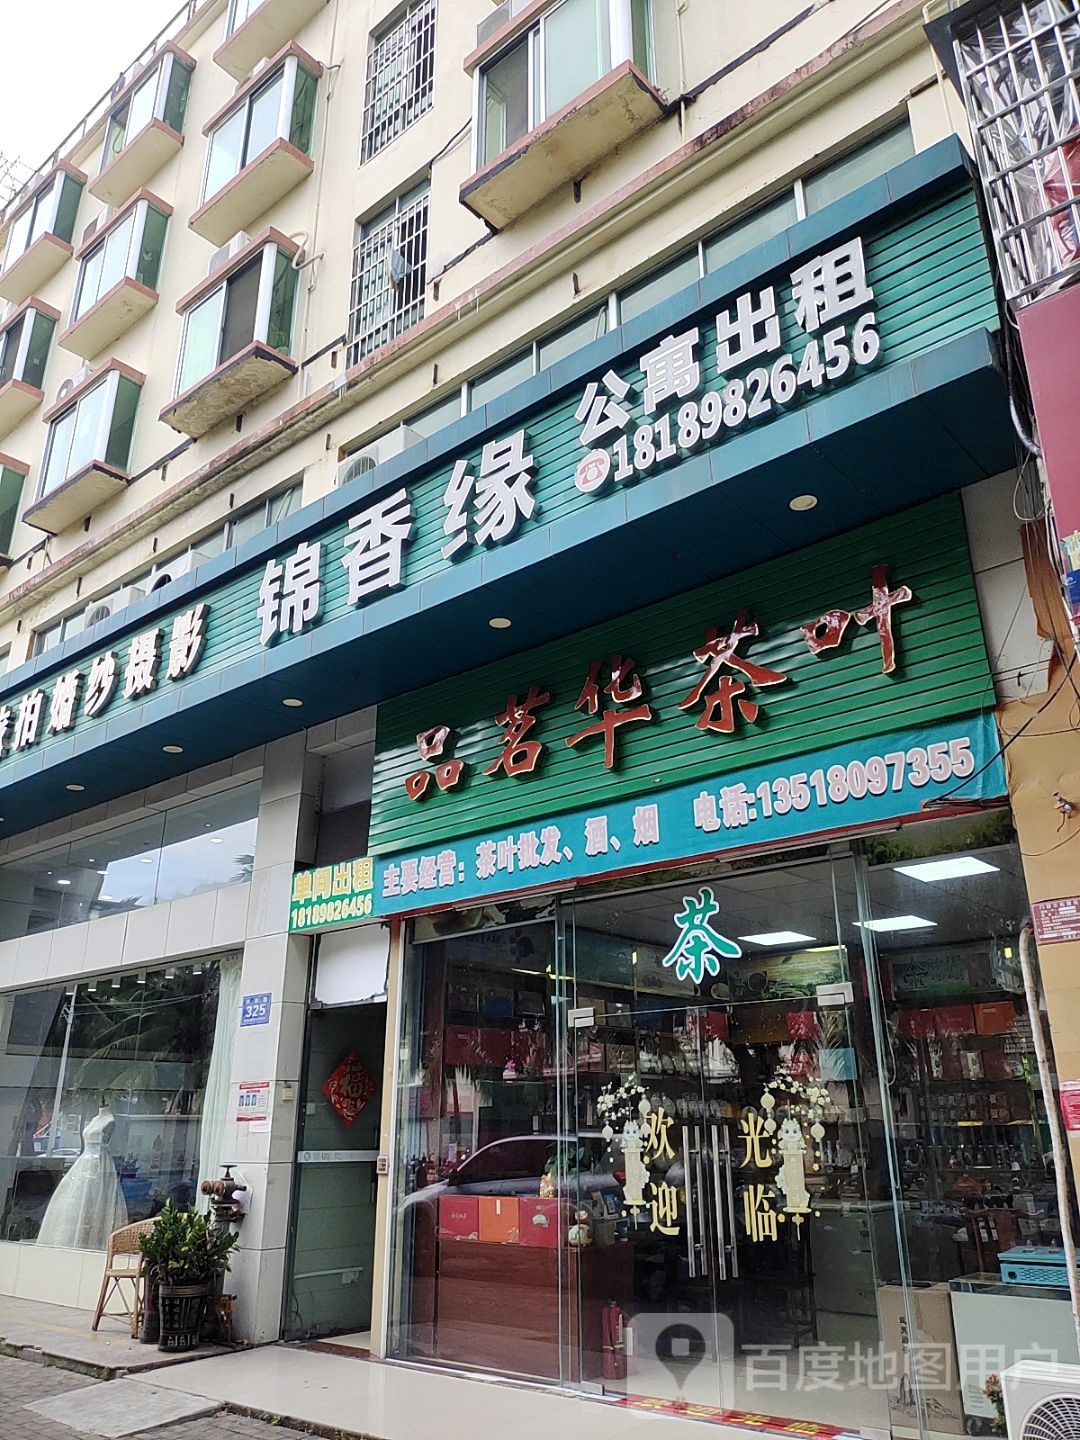 公寓出租
18189826456
锦香缘
拍婚纱摄影
品茗华茶叶
主要经营：茶叶批发、酒、烟 电话:13518097355
单间出租
18189826456
茶
325
福
欢迎
光临
百度地图用户